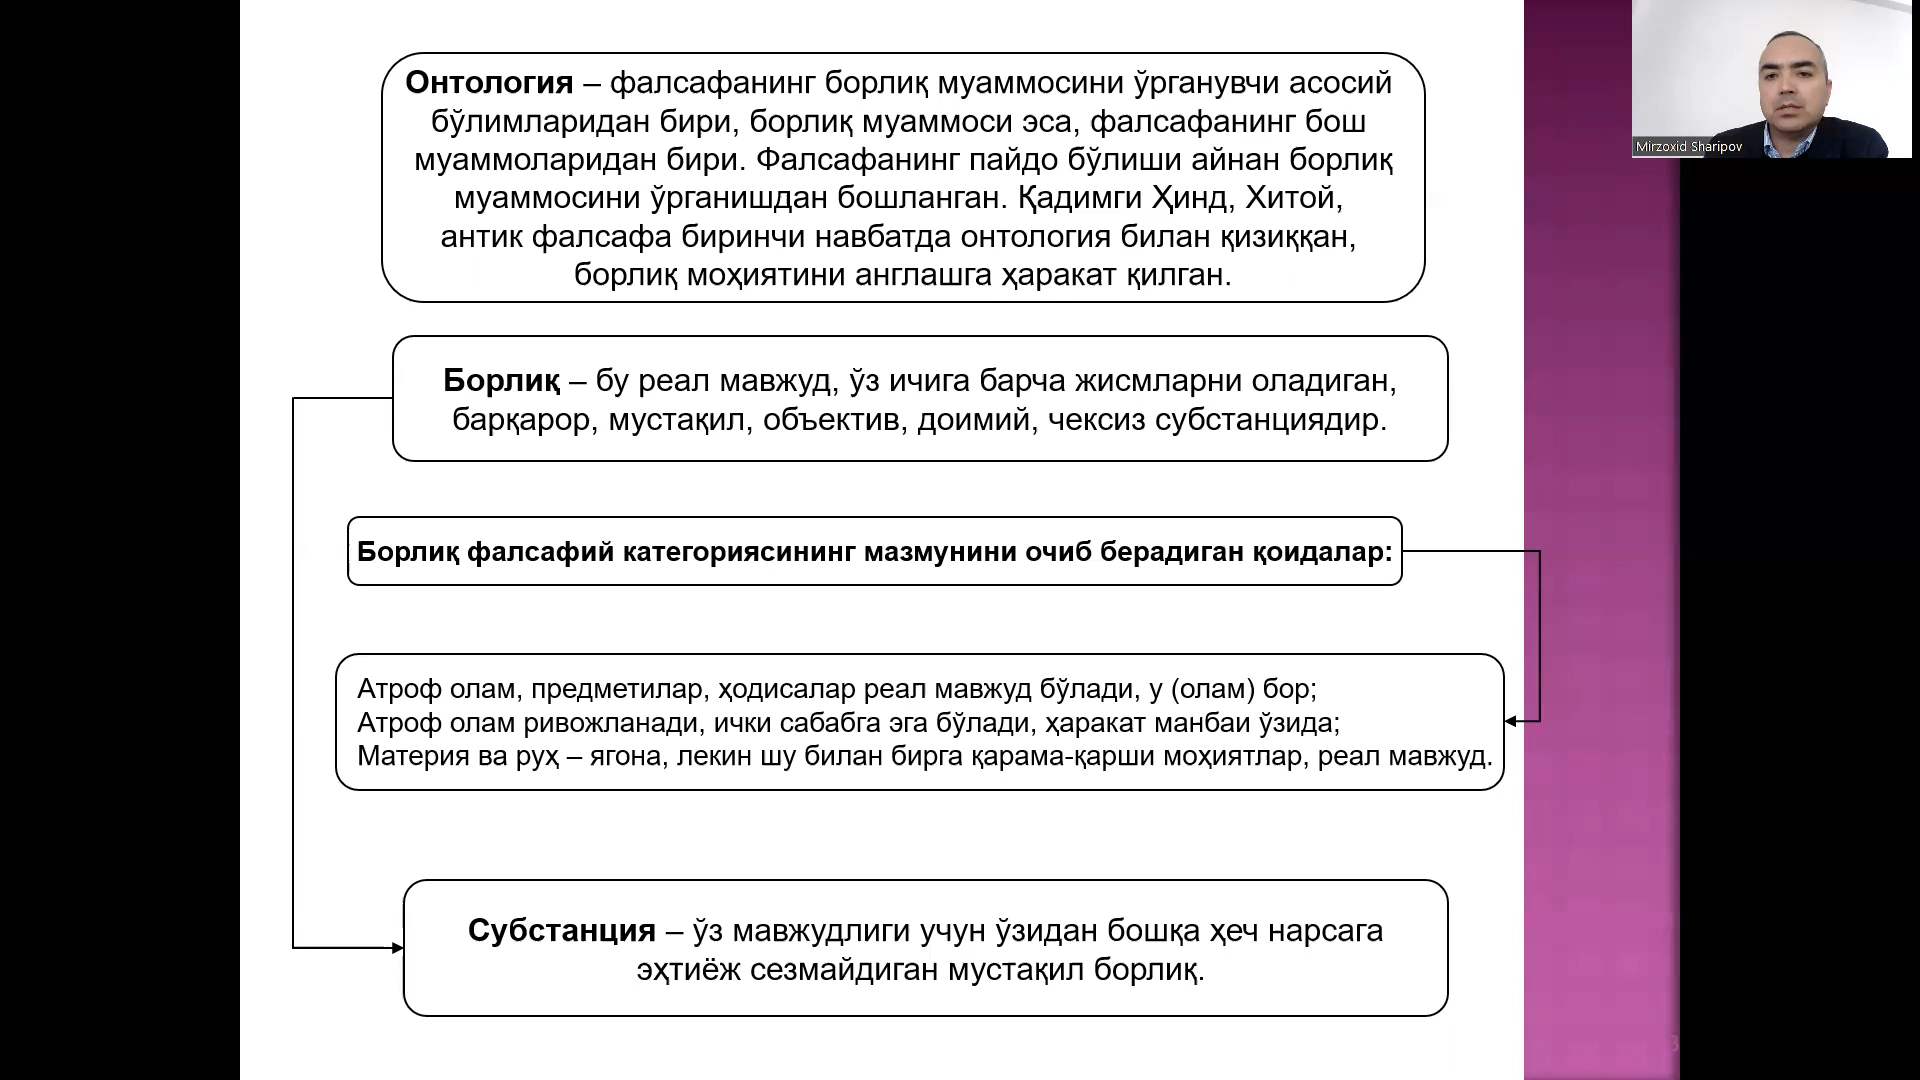 Онтология – фалсафанинг борлиқ муаммосини ўрганувчи асосий
бўлимларидан бири, борлиқ муаммоси эса, фалсафанинг бош
муаммоларидан бири. Фалсафанинг пайдо бўлиши айнан борлиқ
муаммосини ўрганишдан бошланган. Қадимги Ҳинд, Хитой,
антик фалсафа биринчи навбатда онтология билан қизиққан,
борлиқ моҳиятини англашга ҳаракат қилган.
Mirzoxid Sharipov
Борлиқ – бу реал мавжуд, ўз ичига барча жисмларни оладиган,
барқарор, мустақил, объектив, доимий, чексиз субстанциядир.
Борлиқ фалсафий категориясининг мазмунини очиб берадиган қоидалар:
Атроф олам, предметилар, ҳодисалар реал мавжуд бўлади, у (олам) бор;
Атроф олам ривожланади, ички сабабга эга бўлади, ҳаракат манбаи ўзида;
Материя ва руҳ – ягона, лекин шу билан бирга қарама-қарши моҳиятлар, реал мавжуд.
Субстанция – ўз мавжудлиги учун ўзидан бошқа ҳеч нарсага
эҳтиёж сезмайдиган мустақил борлиқ.